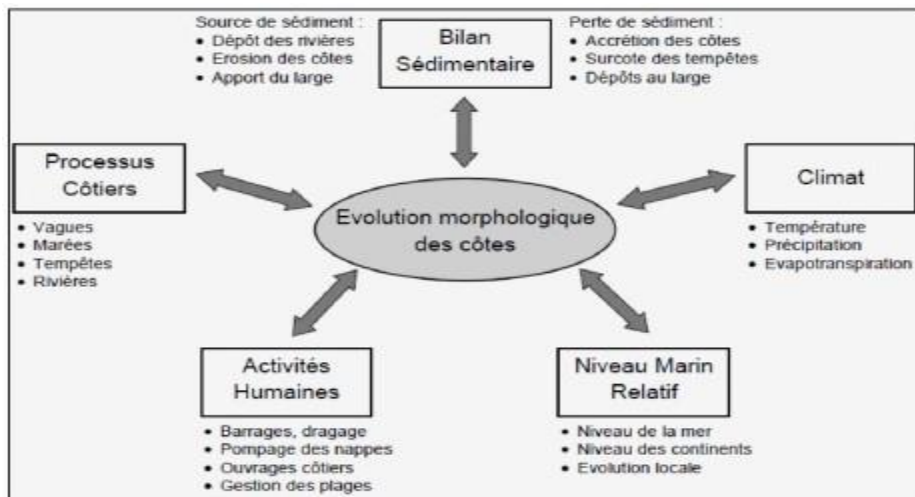 Source de sédiment :
• Dépôt des rivières
• Erosion des côtes
• Apport du large
Bilan
Sédimentaire
Perte de sédiment :
• Accrétion des côtes
• Surcote des tempêtes
• Dépôts au large
Processus
Côtiers
• Vagues
• Marées
• Tempêtes
• Rivières
Evolution morphologique
des côtes
Climat
• Température
• Précipitation
• Evapotranspiration
Activités
Humaines
• Barrages, dragage
• Pompage des nappes
• Ouvrages côtiers
• Gestion des plages
Niveau Marin
Relatif
• Niveau de la mer
• Niveau des continents
• Evolution locale